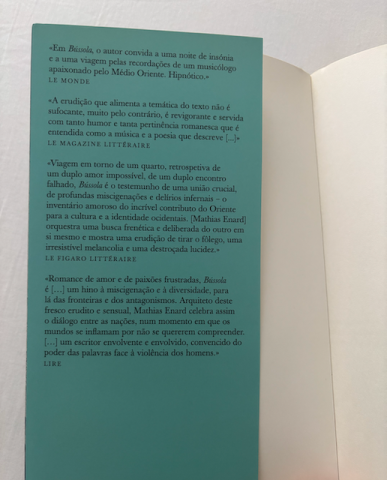 «Em Bússola, o autor convida a uma noite de insónia
e a uma viagem pelas recordações de um musicólogo
apaixonado pelo Médio Oriente. Hipnótico.»
LE MONDE
«A erudição que alimenta a temática do texto não é
sufocante, muito pelo contrário, é revigorante e servida
com tanto humor e tanta pertinência romanesca que é
entendida como a música e a poesia que descreve [...]»
LE MAGAZINE LITTÉRAIRE
«Viagem em torno de um quarto, retrospetiva de
um duplo amor impossível, de um duplo encontro
falhado, Bússola é o testemunho de uma união crucial,
de profundas miscigenações e delírios infernais – o
inventário amoroso do incrível contributo do Oriente
para a cultura e a identidade ocidentais. [Mathias Enard]
orquestra uma busca frenética e deliberada do outro em
si mesmo e mostra uma erudição de tirar o fôlego, uma
irresistível melancolia e uma destroçada lucidez.»
LE FIGARO LITTÉRAIRE
«Romance de amor e de paixões frustradas, Bússola
é [...] um hino à miscigenação e à diversidade, para
lá das fronteiras e dos antagonismos. Arquiteto deste
fresco erudito e sensual, Mathias Enard celebra assim
o diálogo entre as nações, num momento em que os
mundos se inflamam por não se quererem compreender.
[...] um escritor envolvente e envolvido, convencido do
poder das palavras face à violência dos homens.»
LIRE